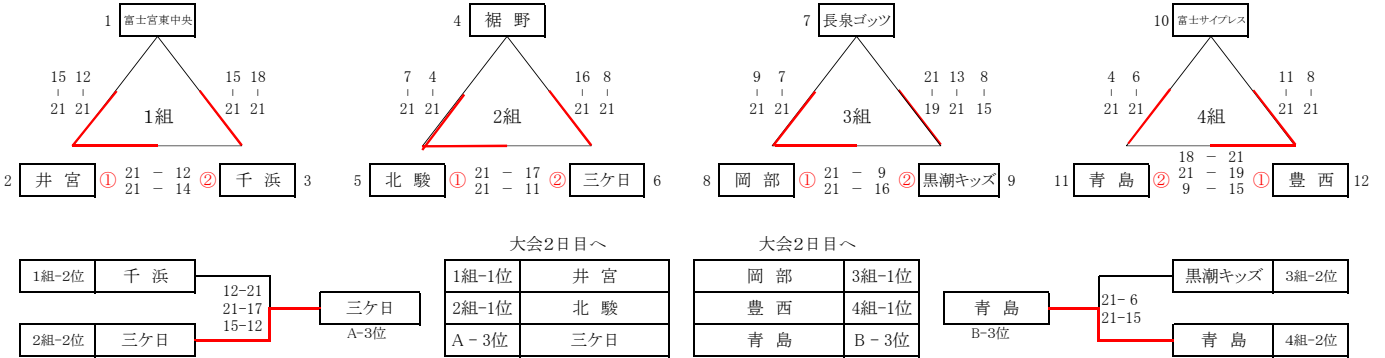 1 富士宮東中央 4 裾 野 7 長泉ゴッツ 10 富士サイプレス
15 12 15 18 7 4 16 8 9 7 21 13 8 4 6 11 8
- - - - - - - - - - - - - - - - -
21 21 21 21 21 21 21 21 21 21 19 21 15 21 21 21 21
1組 2組 3組 4組
2 井 宮 ① 21 - 12 ② 千 浜 3
21 - 14
5 北 駿 ① 21 - 17 ② 三ケ日 6
21 - 11
8 岡 部 ① 21 - 9 ② 黒潮キッズ 9
21 - 16
18 - 21
11 青 島 ② 21 - 19 ① 豊 西 12
9 - 15
大会2日目へ 大会2日目へ
1組-2位 千 浜
12-21
21-17
15-12
2組-2位 三ケ日
三ケ日
A-3位
1組-1位 井 宮
2組-1位 北 駿
A - 3位 三ケ日
岡 部 3組-1位
豊 西 4組-1位
青 島 B - 3位
青 島
B-3位
黒潮キッズ 3組-2位
21- 6
21-15
青 島 4組-2位